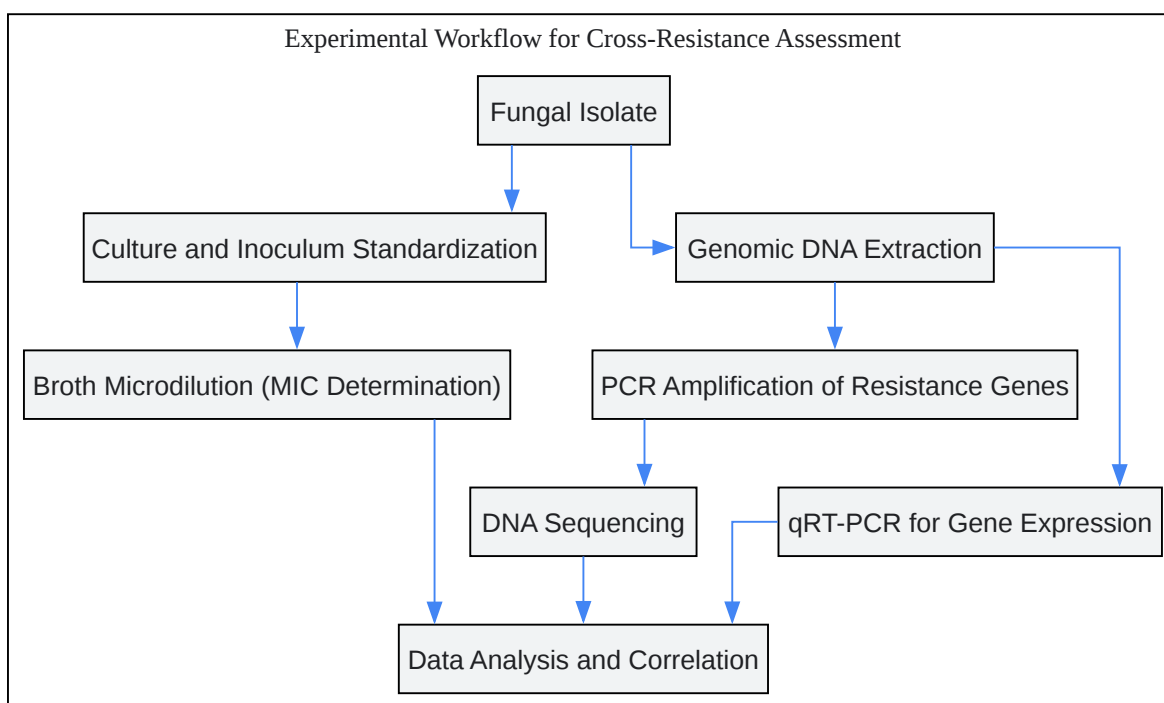 Experimental Workflow for Cross-Resistance Assessment
Fungal Isolate
Culture and Inoculum Standardization
Genomic DNA Extraction
Broth Microdilution (MIC Determination)
PCR Amplification of Resistance Genes
DNA Sequencing
qRT-PCR for Gene Expression
Data Analysis and Correlation